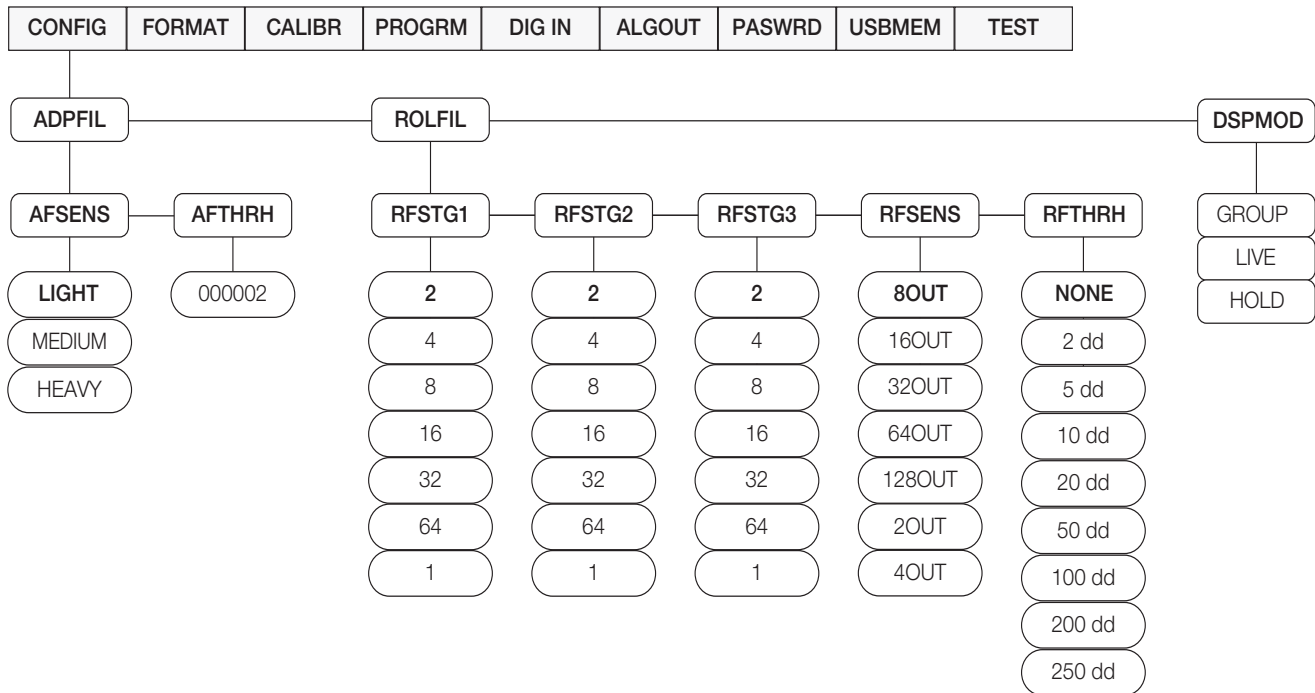 CONFIG FORMAT CALIBR PROGRM DIG IN ALGOUT PASWRD USBMEM TEST
ADPFIL ROLFIL DSPMOD
AFSENS AFTHRH RFSTG1 RFSTG2 RFSTG3 RFSENS RFTHRH GROUP
LIVE
LIGHT 000002 2 2 2 8OUT NONE HOLD
MEDIUM 4 4 4 16OUT 2 dd
HEAVY 8 8 8 32OUT 5 dd
16 16 16 64OUT 10 dd
32 32 32 128OUT 20 dd
64 64 64 2OUT 50 dd
1 1 1 4OUT 100 dd
200 dd
250 dd